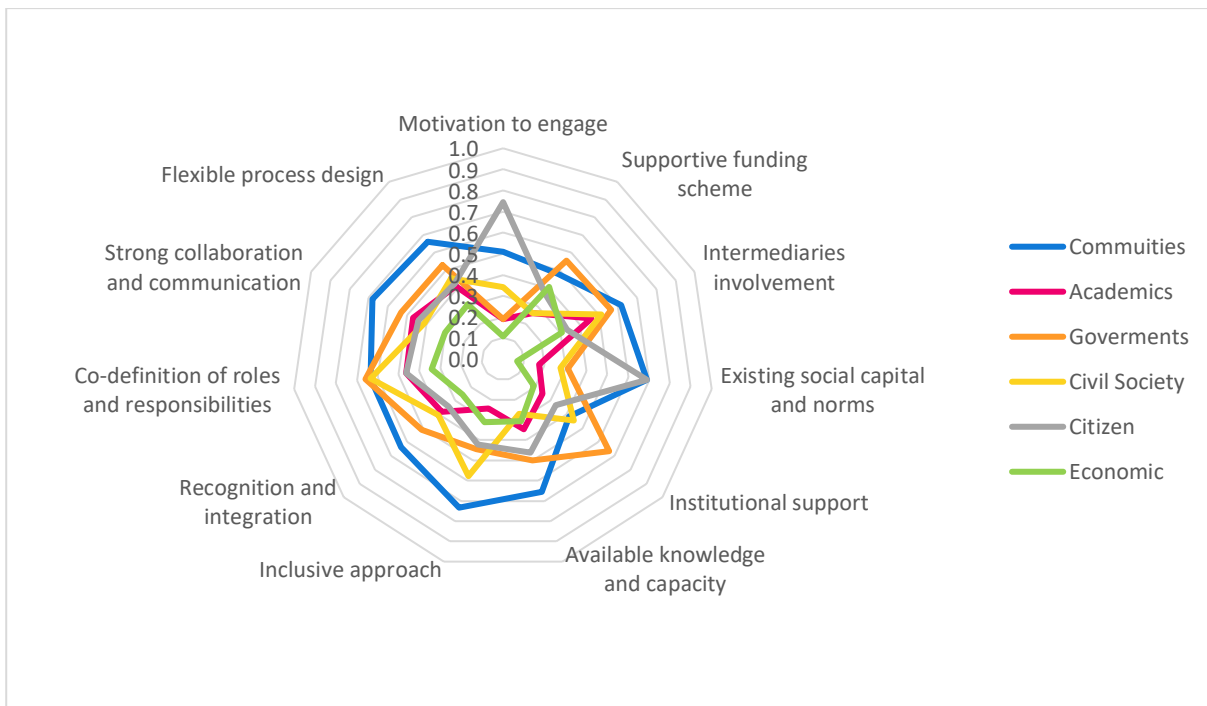 Motivation to engage
Supportive funding
scheme
Intermediaries
involvement
Existing social capital
and norms
Institutional support
Available knowledge
and capacity
Inclusive approach
Recognition and
integration
Co-definition of roles
and responsibilities
Strong collaboration
and communication
Flexible process design
1.0
0.9
0.8
0.7
0.6
0.5
0.4
0.3
0.2
0.1
0.0
Commuities
Academics
Goverments
Civil Society
Citizen
Economic